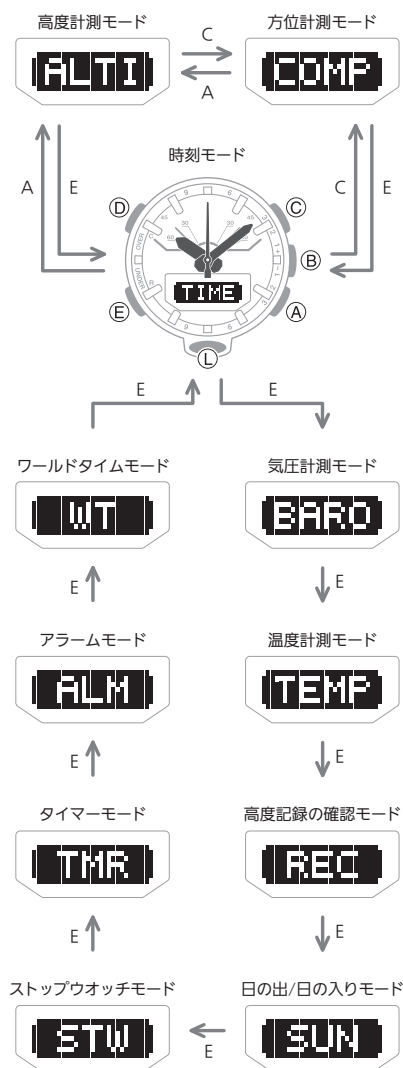 高度計測モード
方位計測モード
ALTI
C
A
COMP
A
E
時刻モード
C
E
D
C
B
TIME
E
A
L
E
E
ワールドタイムモード
気圧計測モード
WT
BARO
E
E
アラームモード
温度計測モード
ALM
TEMP
E
E
タイマーモード
高度記録の確認モード
TMR
REC
E
E
ストップウオッチモード
日の出/日の入りモード
STW
E
SUN